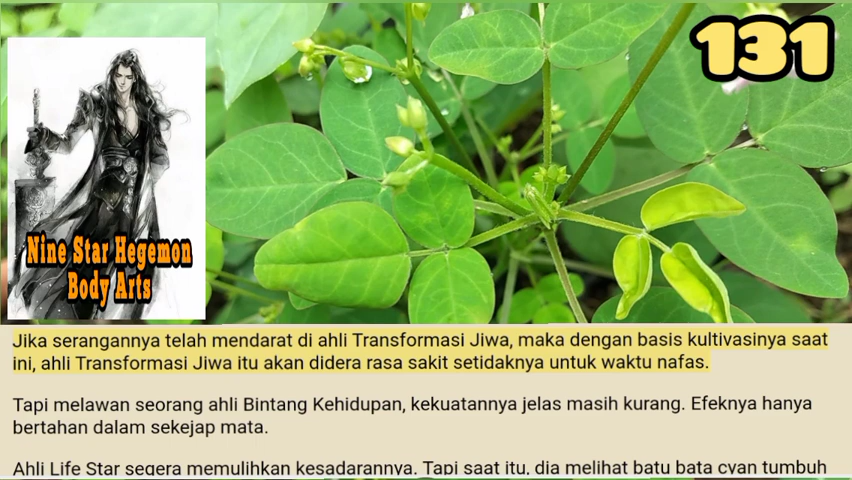 131
Nine Star Hegemon
Body Arts
Jika serangannya telah mendarat di ahli Transformasi Jiwa, maka dengan basis kultivasinya saat
ini, ahli Transformasi Jiwa itu akan didera rasa sakit setidaknya untuk waktu nafas.
Tapi melawan seorang ahli Bintang Kehidupan, kekuatannya jelas masih kurang. Efeknya hanya
bertahan dalam sekejap mata.
Ahli Life Star segera memulihkan kesadarannya. Tapi saat itu, dia melihat batu bata cyan tumbuh